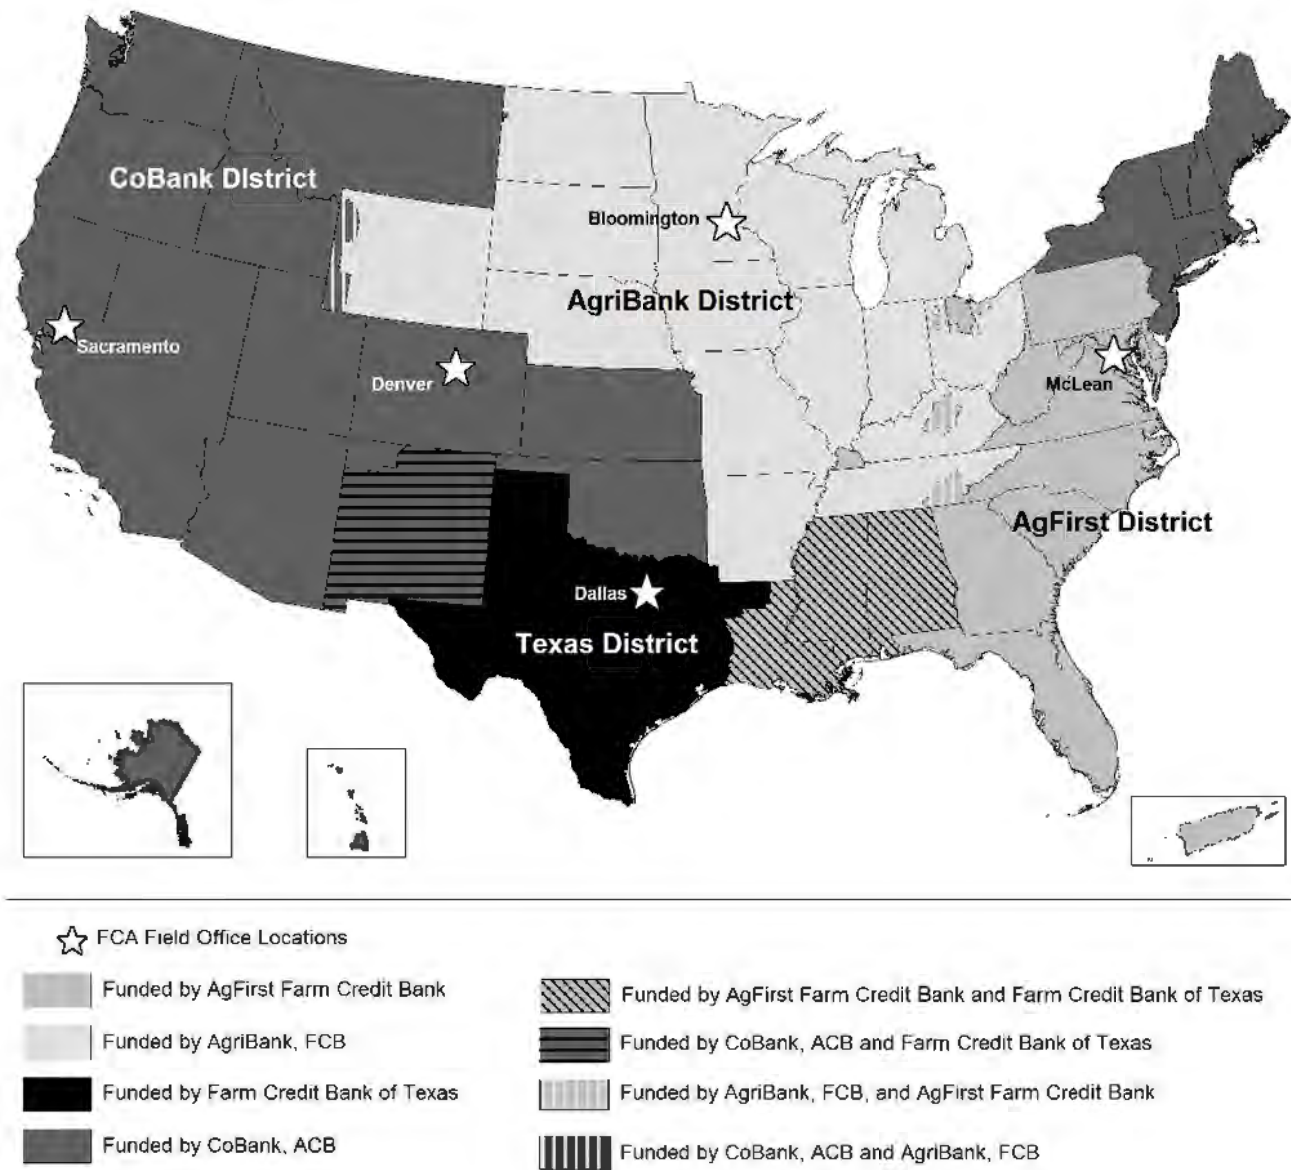 CoBank DIstrict
Bloomington
AgriBank District
Sacramento
Denver
McLean
AgFirst District
Dallas
Texas District
FCA Field Office Locations
Funded by AgFirst Farm Credit Bank
Funded by AgriBank, FCB
Funded by Farm Credit Bank of Texas
Funded by CoBank, ACB
Funded by AgFirst Farm Credit Bank and Farm Credit Bank of Texas
Funded by CoBank, ACB and Farm Credit Bank of Texas
Funded by AgriBank, FCB, and AgFirst Farm Credit Bank
Funded by CoBank, ACB and AgriBank, FCB